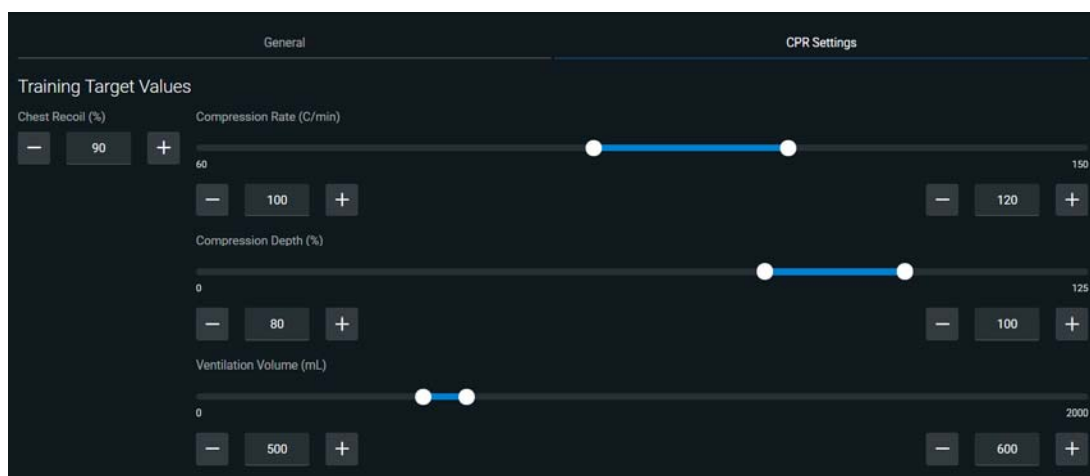 General
CPR Settings
Training Target Values
Chest Recoil (%)
90
Compression Rate (C/min)
60
150
100
120
Compression Depth (%)
0
125
80
100
Ventilation Volume (mL)
0
2000
500
600